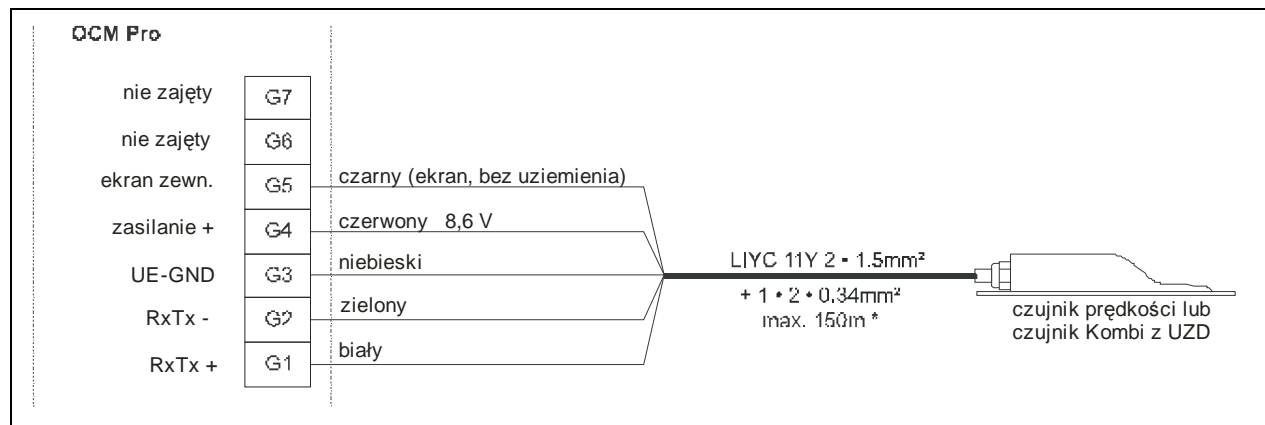 OCM Pro
nie zajęty G7
nie zajęty G6
ekran zewn. G5 czarny (ekran, bez uziemienia)
zasilanie + G4 czerwony 8,6 V
UE-GND G3 niebieski
RxTx - G2 zielony
RxTx + G1 biały
LIYC 11Y 2 • 1.5mm²
+ 1 • 2 • 0.34mm²
max. 150m *
czujnik prędkości lub
czujnik Kombi z UZD